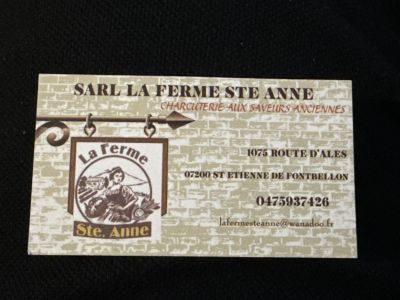 SARL LA FERME STE ANNE
CHARCUTERIE AUX SAVEURS ANCIENNES
La Ferme
Ste. Anne
1075 ROUTE D'ALES
07200 ST ETIENNE DE FONTBELLON
0475937426
lafermesteanne@wanadoo.fr